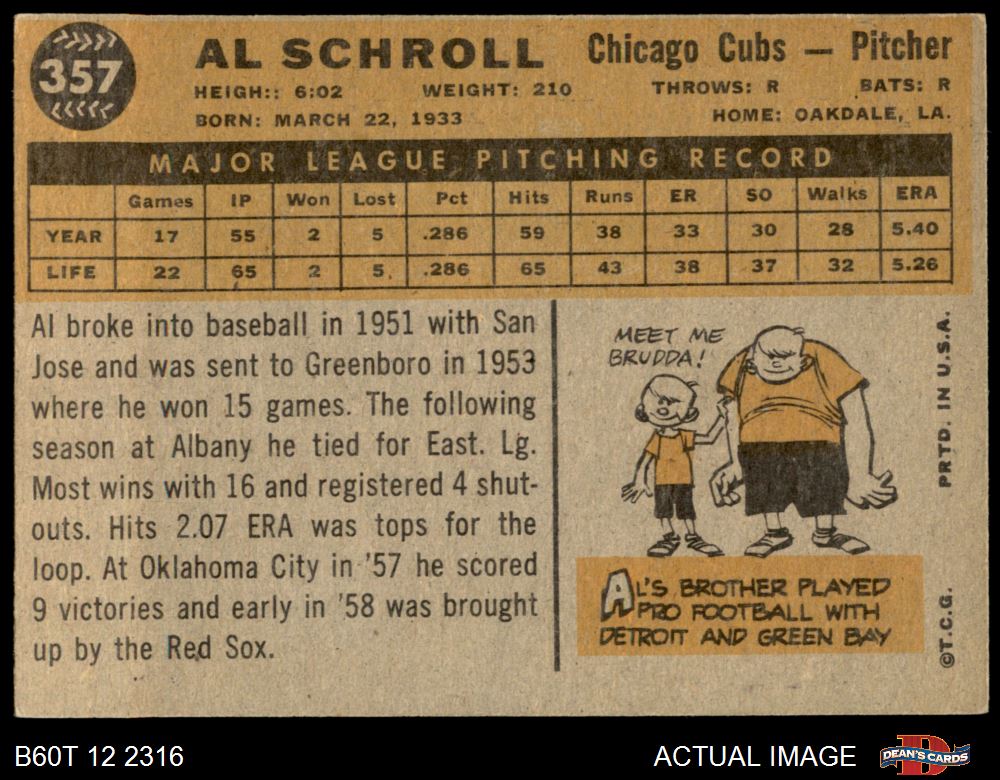 357
AL SCHROLL Chicago Cubs — Pitcher
HEIGH:: 6:02 WEIGHT: 210 THROWS: R BATS: R
BORN: MARCH 22, 1933 HOME: OAKDALE, LA.
MAJOR LEAGUE PITCHING RECORD
Games IP Won Lost Pct Hits Runs ER SO Walks ERA
YEAR 17 55 2 5 .286 59 38 33 30 28 5.40
LIFE 22 65 2 5. .286 65 43 38 37 32 5.26
Al broke into baseball in 1951 with San
Jose and was sent to Greenboro in 1953
where he won 15 games. The following
season at Albany he tied for East. Lg.
Most wins with 16 and registered 4 shut-
outs. Hits 2.07 ERA was tops for the
loop. At Oklahoma City in '57 he scored
9 victories and early in '58 was brought
up by the Red Sox.
MEET ME
BRUDDA!
AL'S BROTHER PLAYED
PRO FOOTBALL WITH
DETROIT AND GREEN BAY
©T.C.G. PRTD. IN U.S.A.
B60T 12 2316 ACTUAL IMAGE DEAN'S CARDS